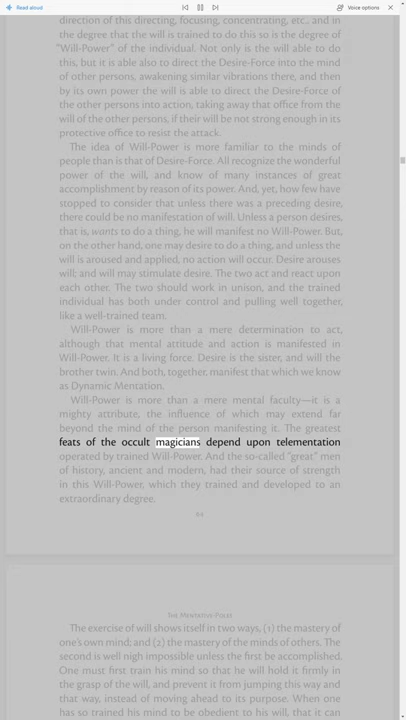 Read aloud
Voice options
direction of this directing, focusing, concentrating, etc., and in
the degree that the will is trained to do this so is the degree of
"Will-Power" of the individual. Not only is the will able to do
this, but it is able also to direct the Desire-Force into the mind
of other persons, awakening similar vibrations there, and then
by its own power the will is able to direct the Desire-Force of
the other persons into action, taking away that office from the
will of the other persons, if their will be not strong enough in its
protective office to resist the attack.
The idea of Will-Power is more familiar to the minds of
people than is that of Desire-Force. All recognize the wonderful
power of the will, and know of many instances of great
accomplishment by reason of its power. And, yet, how few have
stopped to consider that unless there was a preceding desire,
there could be no manifestation of will. Unless a person desires,
that is, wants to do a thing, he will manifest no Will-Power. But,
on the other hand, one may desire to do a thing, and unless the
will is aroused and applied, no action will occur. Desire arouses
will; and will may stimulate desire. The two act and react upon
each other. The two should work in unison, and the trained
individual has both under control and pulling well together,
like a well-trained team.
Will-Power is more than a mere determination to act,
although that mental attitude and action is manifested in
Will-Power. It is a living force. Desire is the sister, and will the
brother twin. And both, together, manifest that which we know
as Dynamic Mentation.
Will-Power is more than a mere mental faculty—it is a
mighty attribute, the influence of which may extend far
beyond the mind of the person manifesting it. The greatest
feats of the occult magicians depend upon telementation
operated by trained Will-Power. And the so-called "great" men
of history, ancient and modern, had their source of strength
in this Will-Power, which they trained and developed to an
extraordinary degree.
The Mentative-Poise
The exercise of will shows itself in two ways, (1) the mastery of
one's own mind; and (2) the mastery of the minds of others. The
second is well nigh impossible unless the first be accomplished.
One must first train his mind so that he will hold it firmly in
the grasp of the will, and prevent it from jumping this way and
that way, instead of moving ahead to its purpose. When one
has so trained his mind to be obedient to his will, that it can